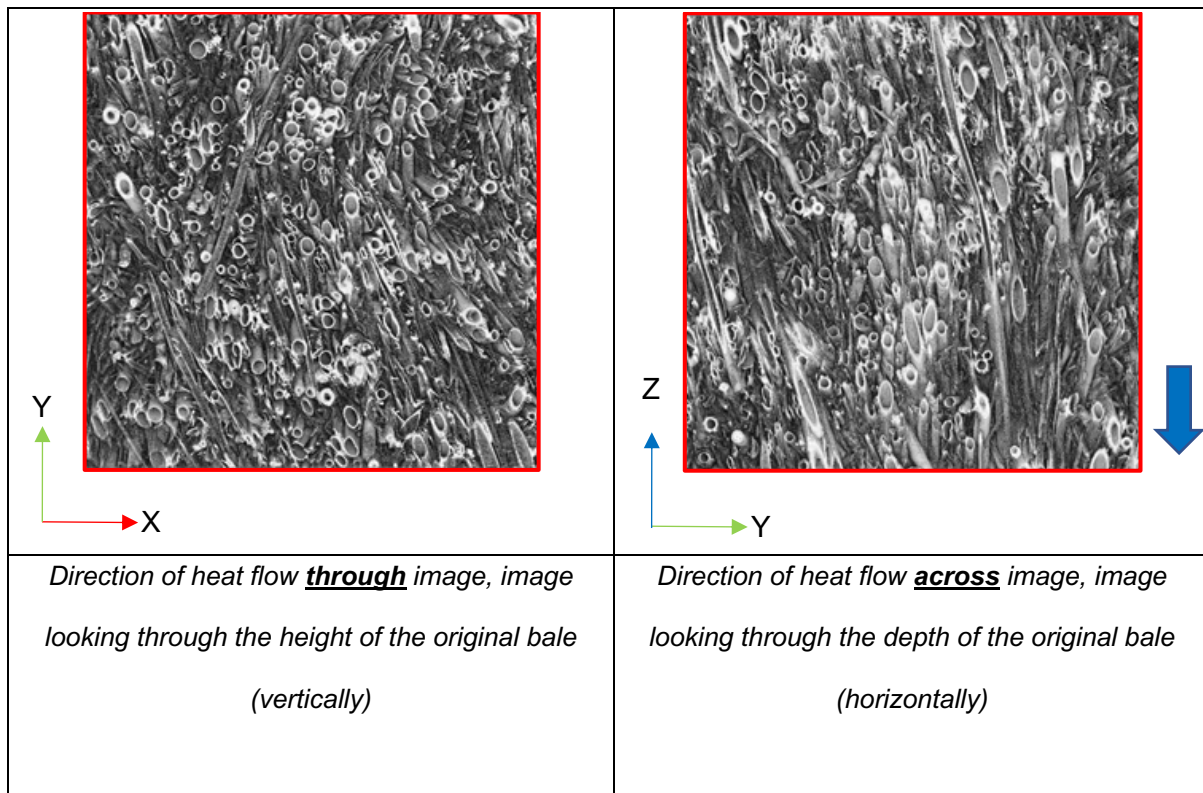 Y
X
Z
Y
Direction of heat flow through image, image
looking through the height of the original bale
(vertically)
Direction of heat flow across image, image
looking through the depth of the original bale
(horizontally)